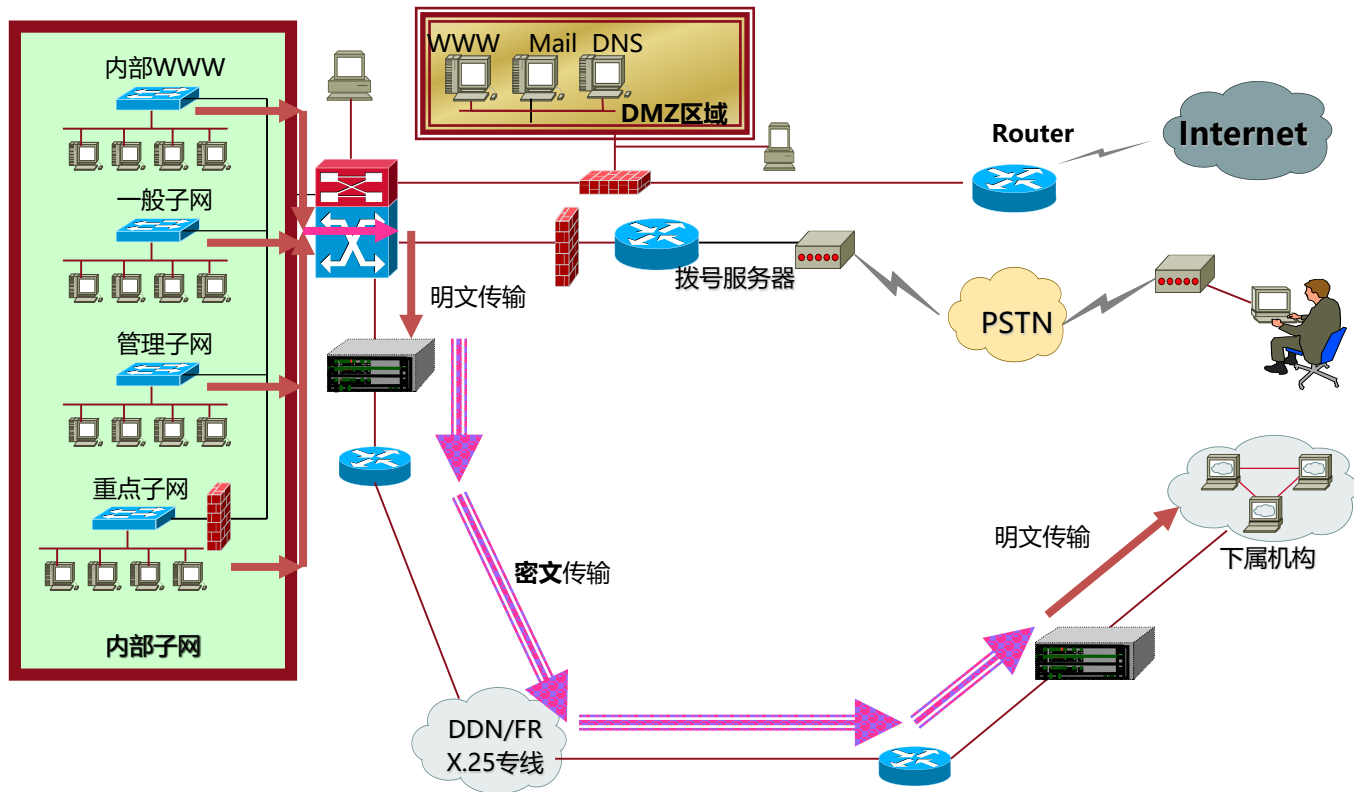 内部WWW
一般子网
管理子网
重点子网
内部子网
WWW
Mail
DNS
DMZ区域
Router
Internet
拨号服务器
PSTN
明文传输
密文传输
DDN/FR
X.25专线
明文传输
下属机构